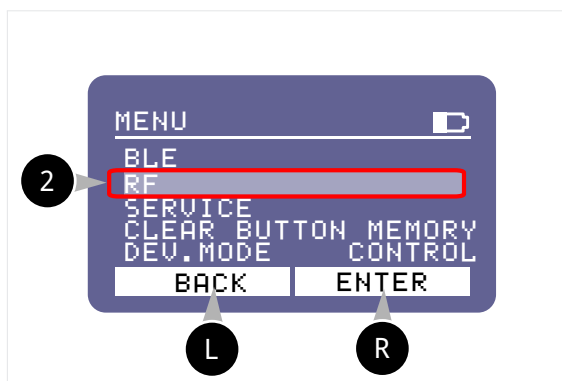 MENU
BLE
2
RF
SERVICE
CLEAR BUTTON MEMORY
DEV.MODE CONTROL
BACK ENTER
L R